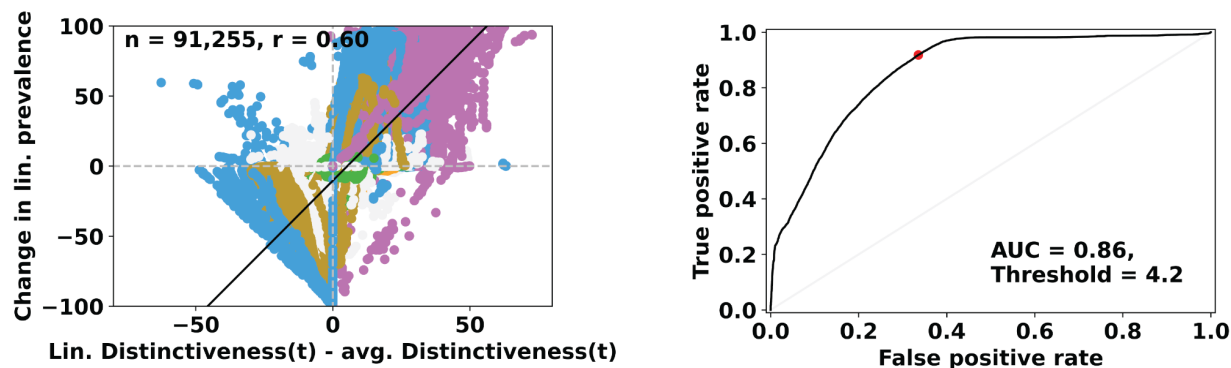 n = 91,255, r = 0.60
Change in lin. prevalence
100
50
0
−50
−100
−50
0
50
Lin. Distinctiveness(t) - avg. Distinctiveness(t)
True positive rate
1.0
0.8
0.6
0.4
0.2
0.0
AUC = 0.86,
Threshold = 4.2
0.0
0.2
0.4
0.6
0.8
1.0
False positive rate